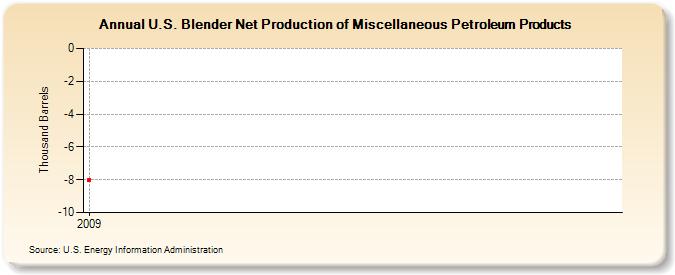 Annual U.S. Blender Net Production of Miscellaneous Petroleum Products
Thousand Barrels
0
-2
-4
-6
-8
-10
2009
Source: U.S. Energy Information Administration